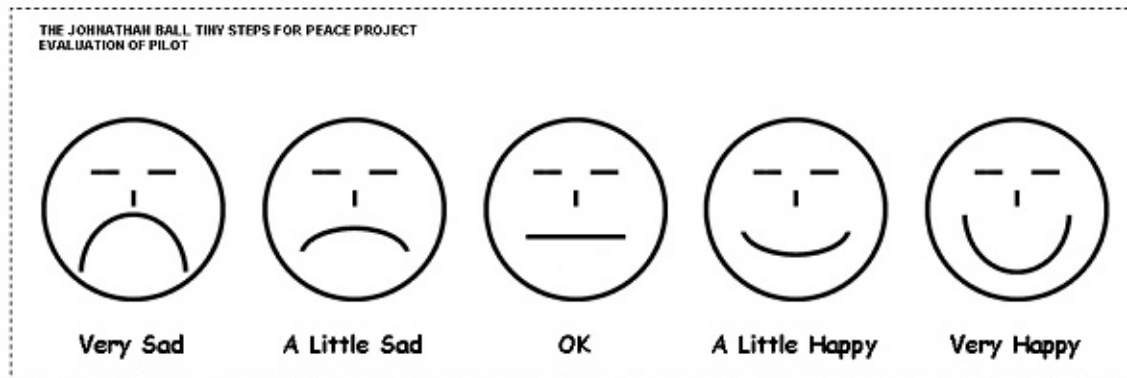 THE JOHNATHAN BALL TINY STEPS FOR PEACE PROJECT
EVALUATION OF PILOT
Very Sad A Little Sad OK A Little Happy Very Happy